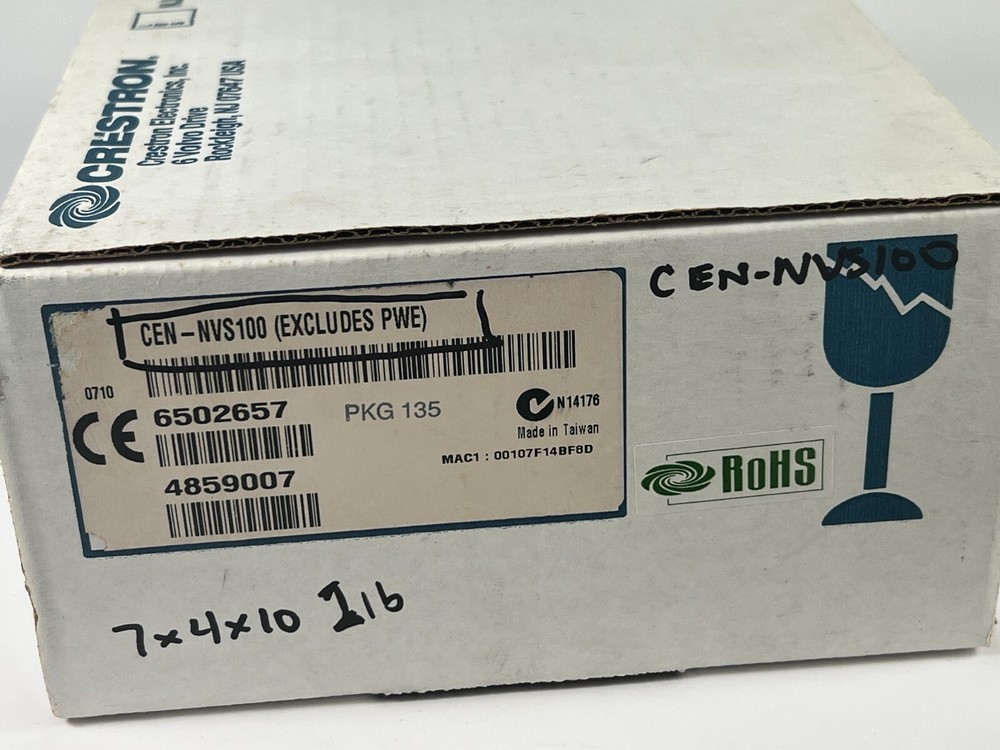 CRESTRON.
Crestron Electronics, Inc.
6 Volvo Drive
Rockleigh, NJ 07647 USA
CEN-NVS100
CEN-NVS100 (EXCLUDES PWE)
0710
CE
6502657
PKG 135
N14176
Made in Taiwan
4859007
MAC1 : 00107F14BF8D
RoHS
7x4x10 1lb